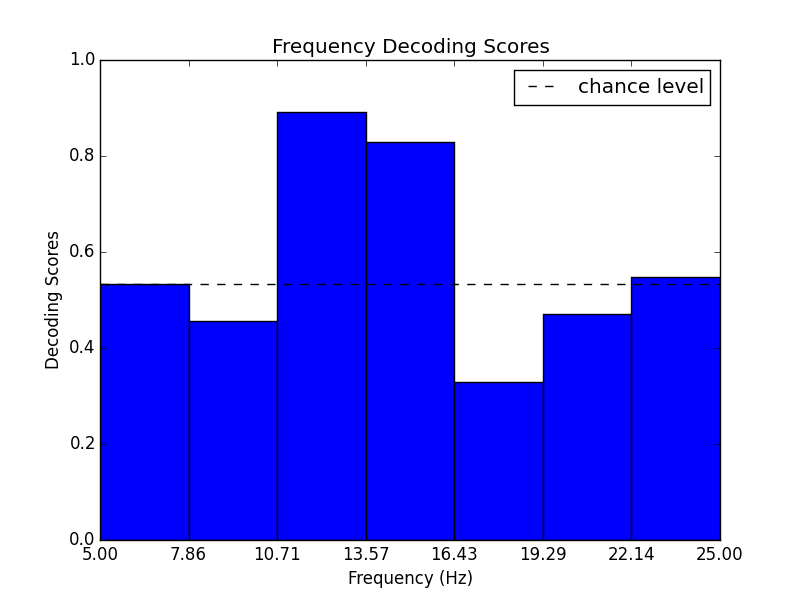 Frequency Decoding Scores
chance level
1.0
0.8
0.6
0.4
0.2
0.0
Decoding Scores
5.00 7.86 10.71 13.57 16.43 19.29 22.14 25.00
Frequency (Hz)